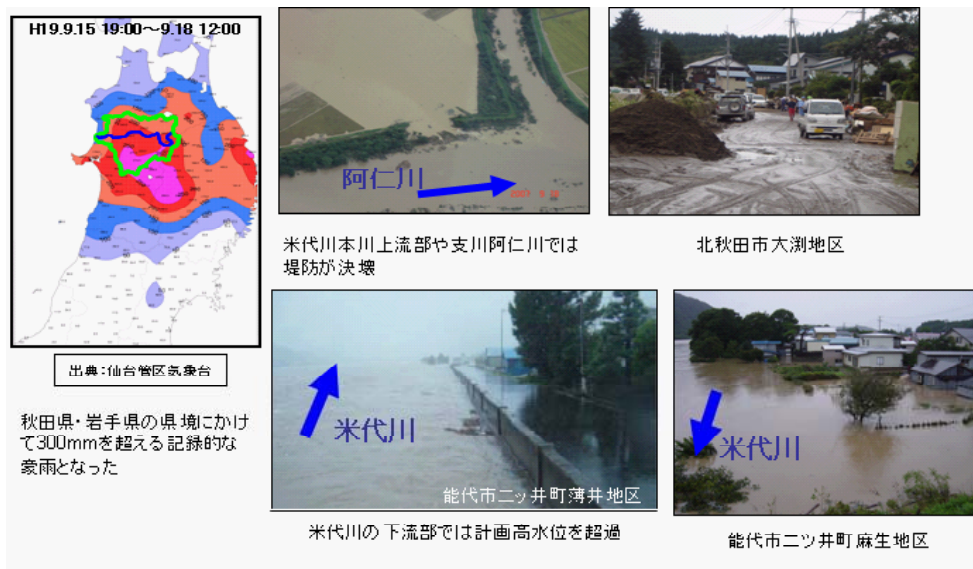 H19.9.15 19:00～9.18 12:00
出典：仙台管区気象台
秋田県・岩手県の県境にかけ
て300mmを超える記録的な
豪雨となった
阿仁川
米代川本川上流部や支川阿仁川では
堤防が決壊
北秋田市大渕地区
米代川
能代市二ッ井町薄井地区
米代川の下流部では計画高水位を超過
米代川
能代市二ツ井町麻生地区